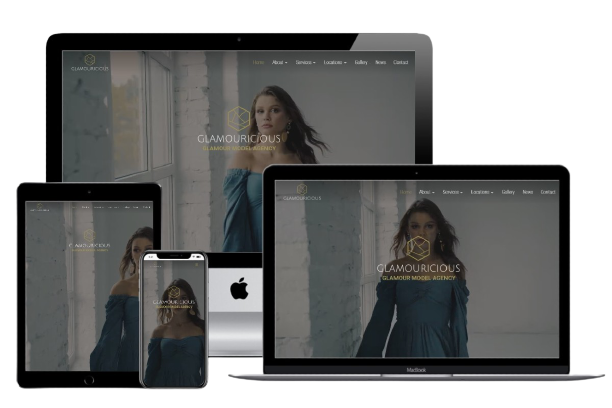 GLAMOURICIOUS
Home About Services Locations Gallery News Contact
GLAMOURICIOUS
GLAMOUR MODEL AGENCY
GLAMOURICIOUS
Home About Services Locations Gallery News Contact
GLAMOURICIOUS
GLAMOUR MODEL AGENCY
GLAMOURICIOUS
GLAMOUR MODEL AGENCY
GLAMOURICIOUS
GLAMOUR MODEL AGENCY
MacBook